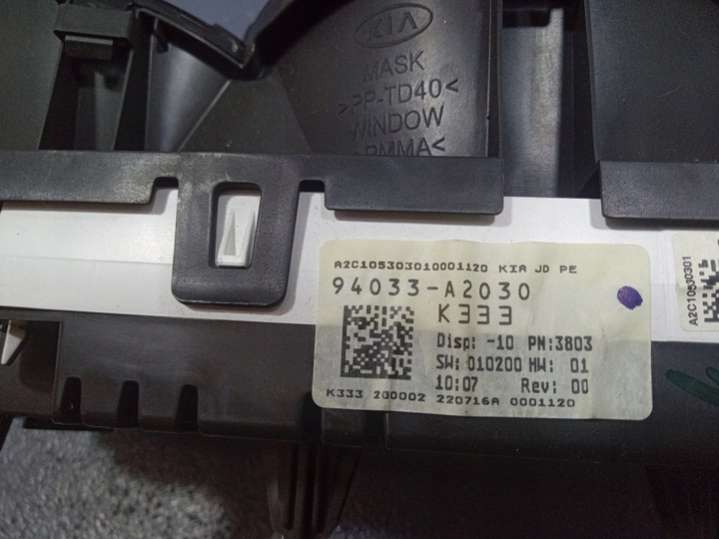 KIA
MASK
>PP-TD40<
WINDOW
>PMMA<
A2C10530301
A2C105303010001120 KIA JD PE
94033-A2030
K333
Disp: -10 PN:3803
SW: 010200 HW: 01
10:07 Rev: 00
K333 200002 220716A 0001120